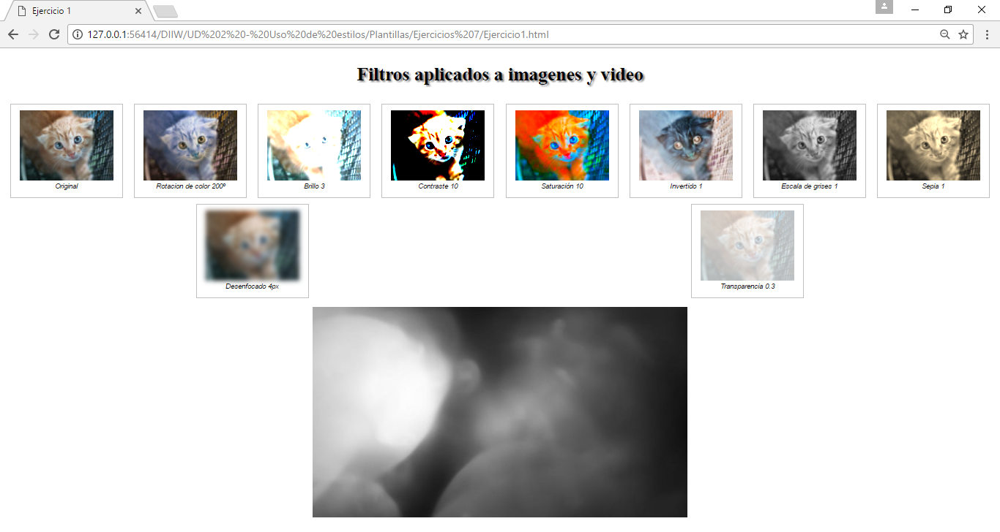 Ejercicio 1
127.0.0.1:56414/DIIW/UD%202%20-%20Uso%20de%20estilos/Plantillas/Ejercicios%207/Ejercicio1.html
Filtros aplicados a imagenes y video
Original
Rotacion de color 200º
Brillo 3
Contraste 10
Saturación 10
Invertido 1
Escala de grises 1
Sepia 1
Desenfocado 4px
Transparencia 0.3